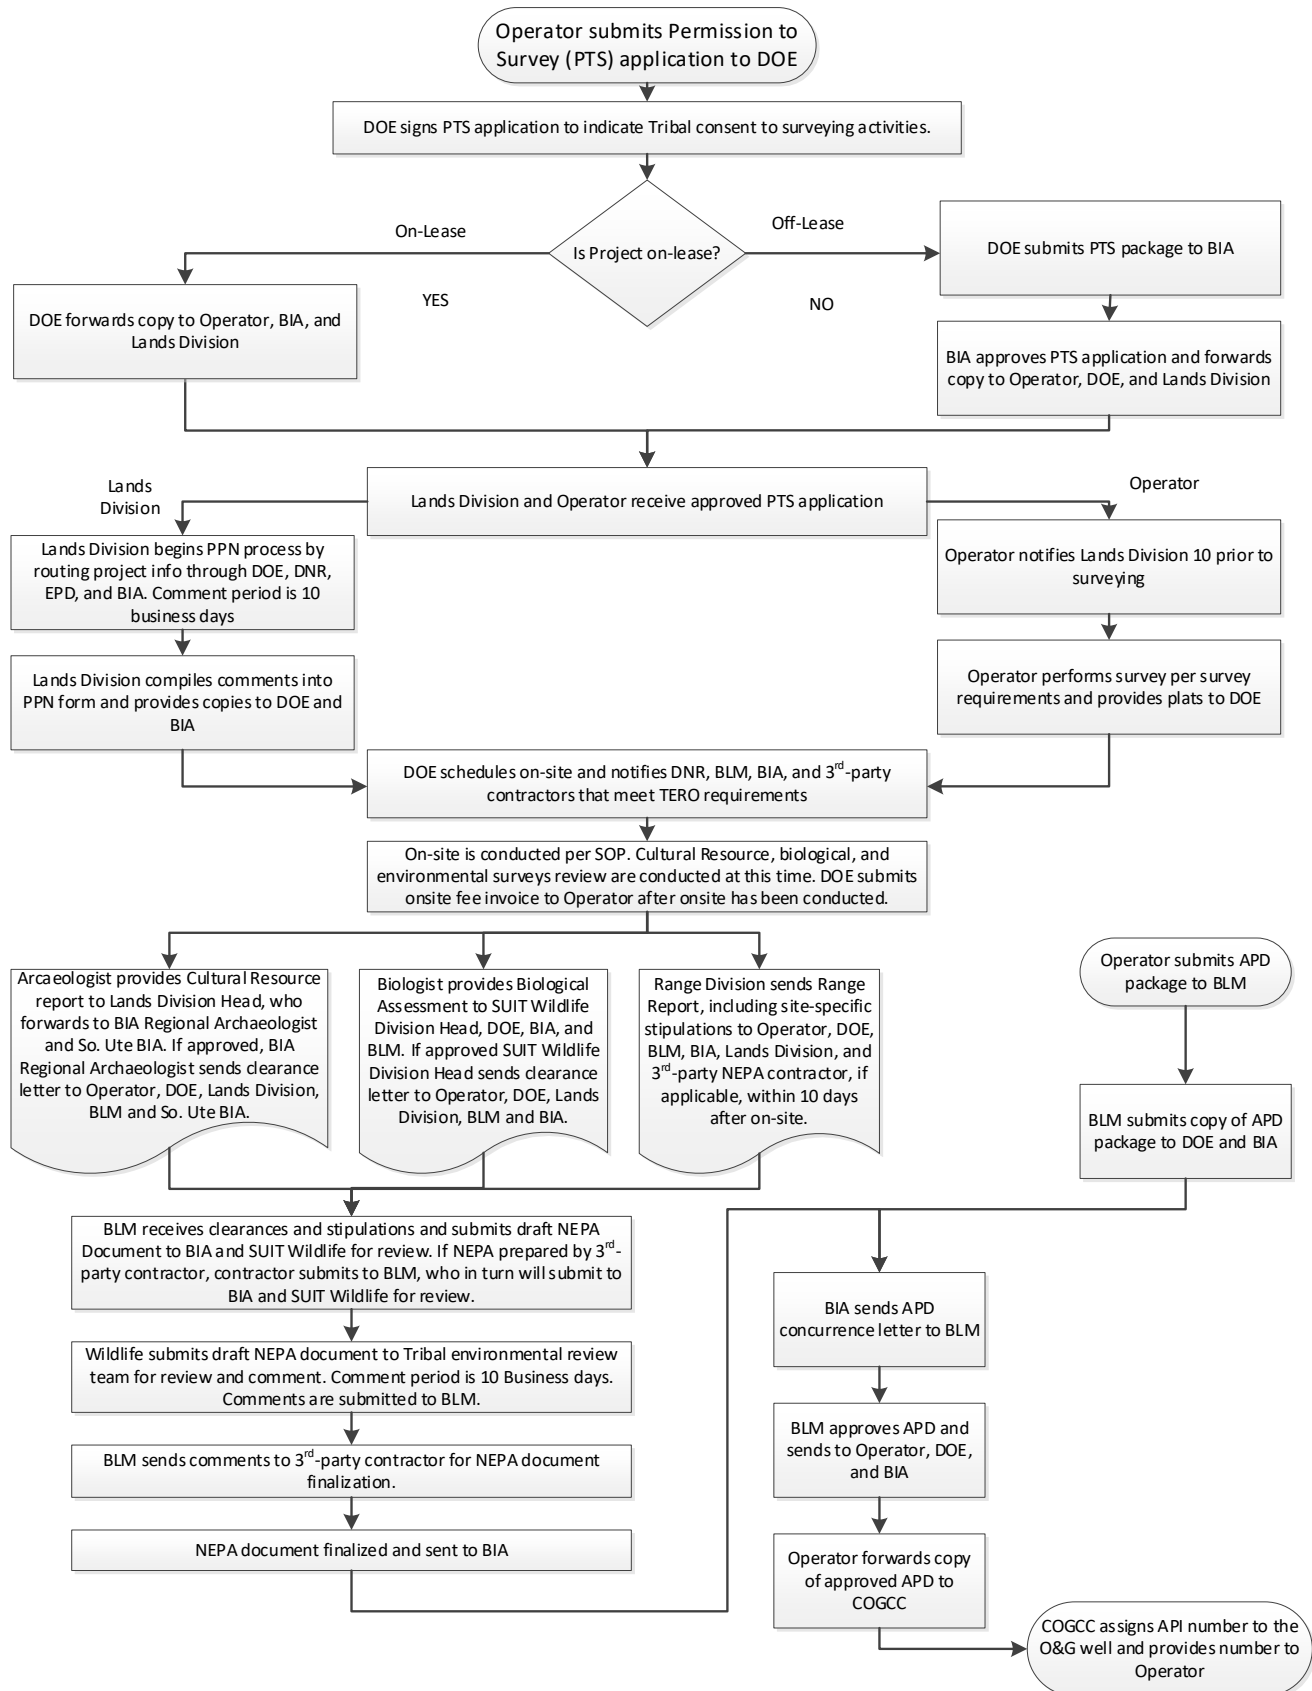 Operator submits Permission to
Survey (PTS) application to DOE
DOE signs PTS application to indicate Tribal consent to surveying activities.
Is Project on-lease?
On-Lease
YES
Off-Lease
NO
DOE forwards copy to Operator, BIA, and
Lands Division
DOE submits PTS package to BIA
BIA approves PTS application and forwards
copy to Operator, DOE, and Lands Division
Lands Division and Operator receive approved PTS application
Lands
Division
Operator
Lands Division begins PPN process by
routing project info through DOE, DNR,
EPD, and BIA. Comment period is 10
business days
Lands Division compiles comments into
PPN form and provides copies to DOE and
BIA
Operator notifies Lands Division 10 prior to
surveying
Operator performs survey per survey
requirements and provides plats to DOE
DOE schedules on-site and notifies DNR, BLM, BIA, and 3rd-party
contractors that meet TERO requirements
On-site is conducted per SOP. Cultural Resource, biological, and
environmental surveys review are conducted at this time. DOE submits
onsite fee invoice to Operator after onsite has been conducted.
Arcaeologist provides Cultural Resource
report to Lands Division Head, who
forwards to BIA Regional Archaeologist
and So. Ute BIA. If approved, BIA
Regional Archaeologist sends clearance
letter to Operator, DOE, Lands Division,
BLM and So. Ute BIA.
Biologist provides Biological
Assessment to SUIT Wildlife
Division Head, DOE, BIA, and
BLM. If approved SUIT Wildlife
Division Head sends clearance
letter to Operator, DOE, Lands
Division, BLM and BIA.
Range Division sends Range
Report, including site-specific
stipulations to Operator, DOE,
BLM, BIA, Lands Division, and
3rd-party NEPA contractor, if
applicable, within 10 days
after on-site.
Operator submits APD
package to BLM
BLM submits copy of APD
package to DOE and BIA
BLM receives clearances and stipulations and submits draft NEPA
Document to BIA and SUIT Wildlife for review. If NEPA prepared by 3rd-
party contractor, contractor submits to BLM, who in turn will submit to
BIA and SUIT Wildlife for review.
Wildlife submits draft NEPA document to Tribal environmental review
team for review and comment. Comment period is 10 Business days.
Comments are submitted to BLM.
BLM sends comments to 3rd-party contractor for NEPA document
finalization.
NEPA document finalized and sent to BIA
BIA sends APD
concurrence letter to BLM
BLM approves APD and
sends to Operator, DOE,
and BIA
Operator forwards copy
of approved APD to
COGCC
COGCC assigns API number to the
O&G well and provides number to
Operator